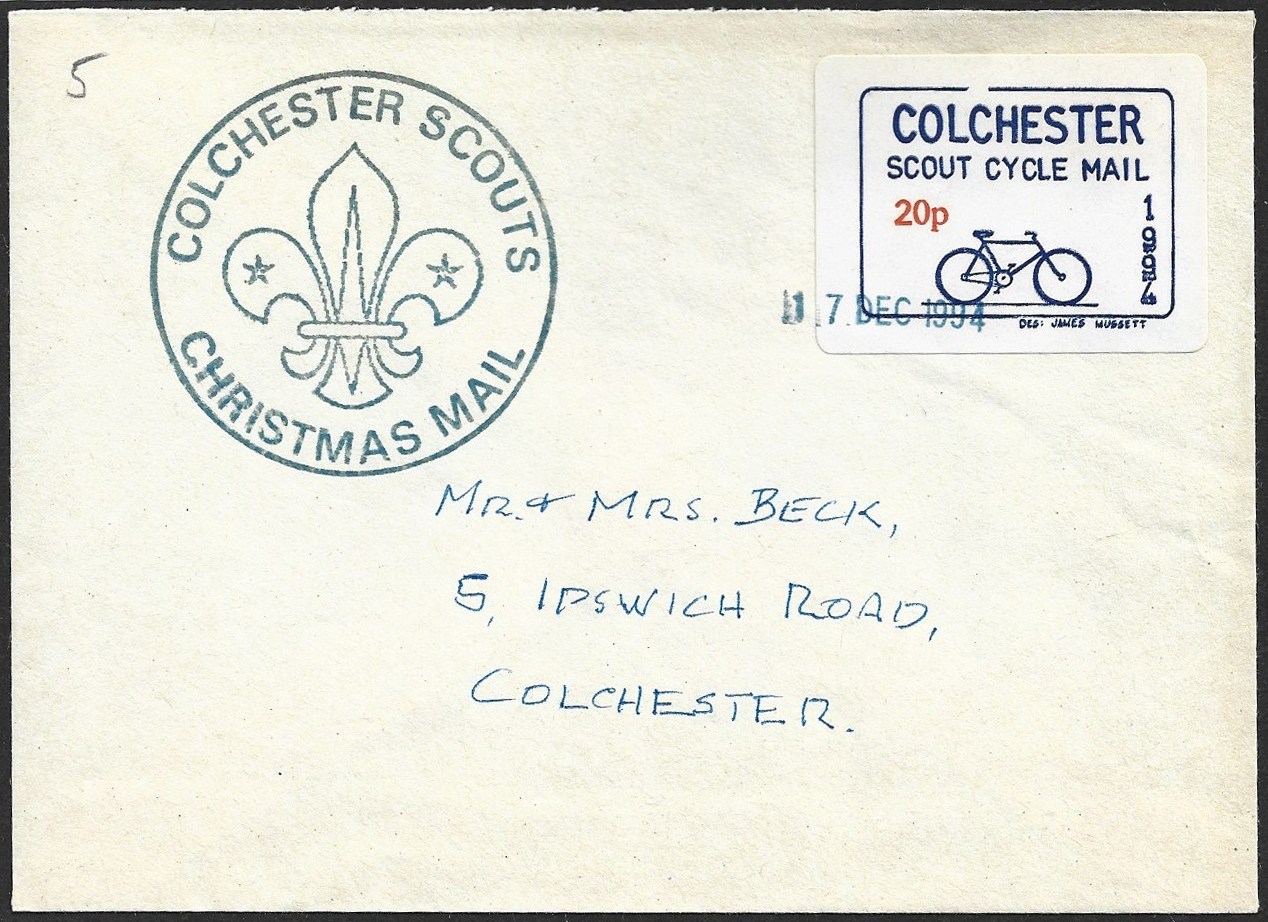 5
COLCHESTER SCOUTS
CHRISTMAS MAIL
COLCHESTER
SCOUT CYCLE MAIL
20p
17 DEC 1994
DES: JAMES MUSSETT
MR. & MRS. BECK,
5, IPSWICH ROAD,
COLCHESTER.